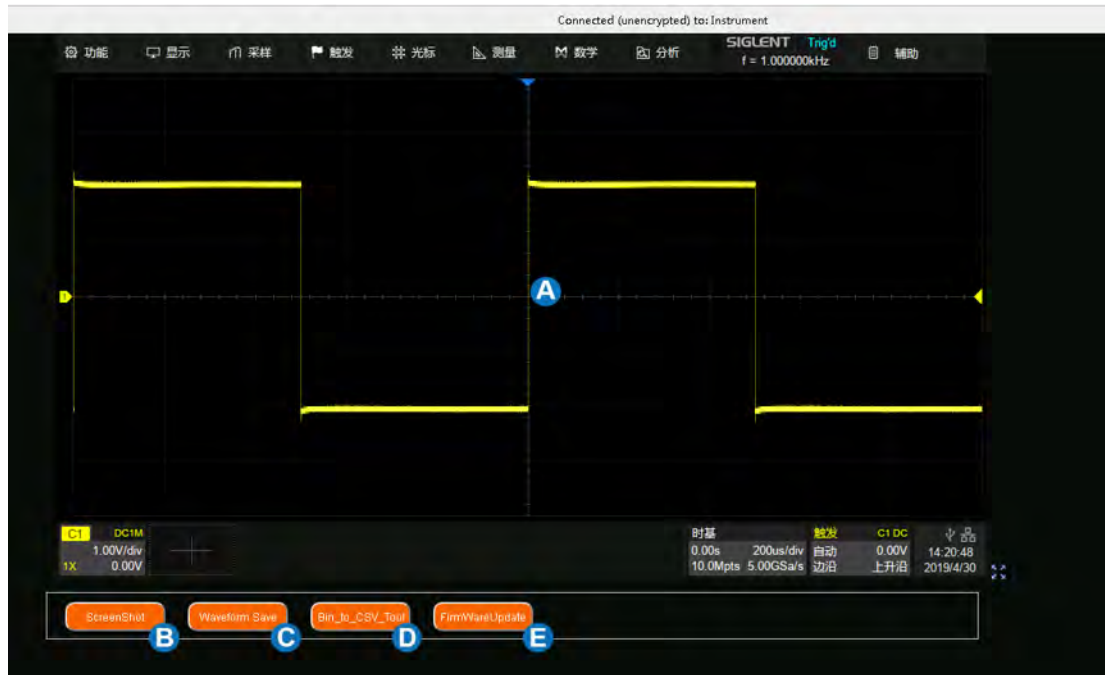 Connected (unencrypted) to: Instrument
功能 显示 采样 触发 光标 测量 数学 分析 SIGLENT Trig'd 辅助
f = 1.000000kHz
1
A
C1 DC1M
1.00V/div
1X 0.00V
时基 触发 C1 DC
0.00s 200us/div 自动 0.00V 14:20:48
10.0Mpts 5.00GSa/s 边沿 上升沿 2019/4/30
ScreenShot Waveform Save Bin_to_CSV_Tool FirmWareUpdate
B C D E